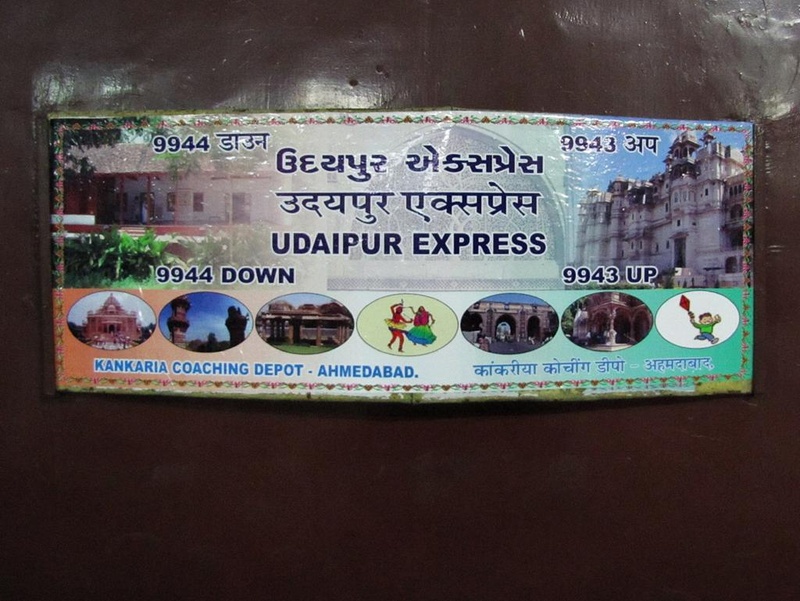 9944 डाउन
9943 अप
ઉદયપુર એક્સપ્રેસ
उदयपुर एक्सप्रेस
UDAIPUR EXPRESS
9944 DOWN
9943 UP
KANKARIA COACHING DEPOT - AHMEDABAD.
कांकरीया कोचींग डीपो - अहमदाबाद.